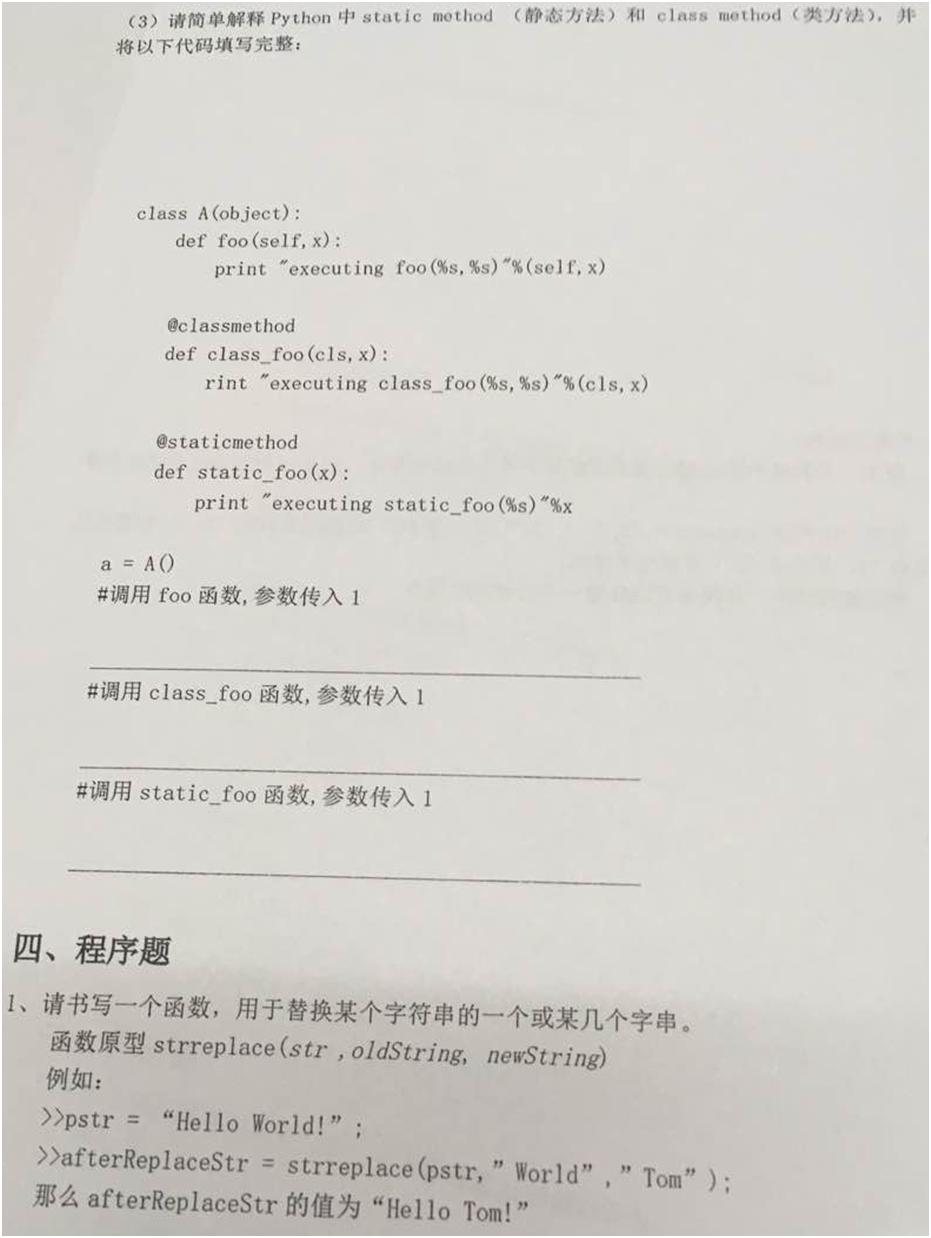 （3）请简单解释 Python 中 static method （静态方法）和 class method（类方法），并
将以下代码填写完整：
class A(object):
def foo(self,x):
print "executing foo(%s,%s)"%(self,x)
@classmethod
def class_foo(cls,x):
rint "executing class_foo(%s,%s)"%(cls,x)
@staticmethod
def static_foo(x):
print "executing static_foo(%s)"%x
a = A()
#调用 foo 函数,参数传入 1
#调用 class_foo 函数,参数传入 1
#调用 static_foo 函数,参数传入 1
四、程序题
1、请书写一个函数，用于替换某个字符串的一个或某几个字串。
函数原型 strreplace(str ,oldString, newString)
例如：
>>pstr = “Hello World!”;
>>afterReplaceStr = strreplace(pstr,” World”,” Tom”);
那么 afterReplaceStr 的值为“Hello Tom!”